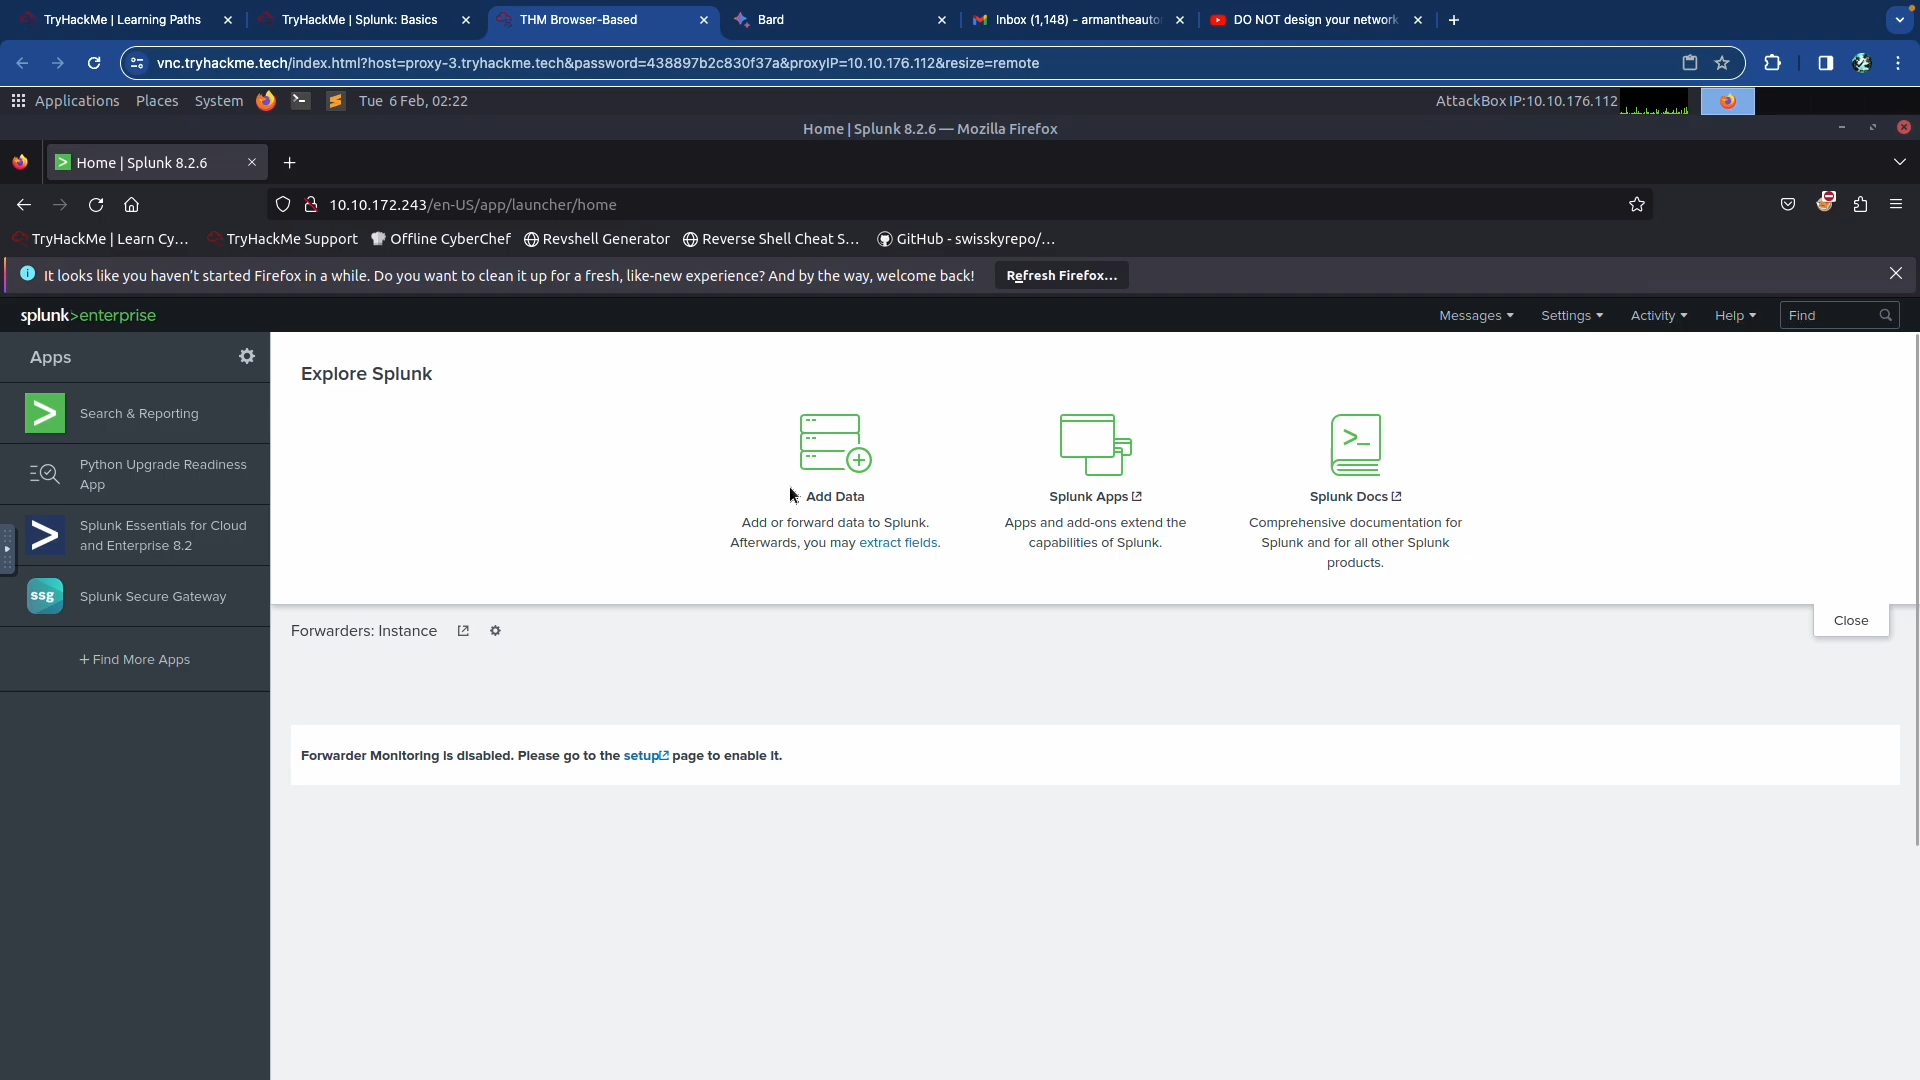 TryHackMe | Learning Paths
TryHackMe | Splunk: Basics
THM Browser-Based
Bard
Inbox (1,148) - armantheauto
DO NOT design your network
vnc.tryhackme.tech/index.html?host=proxy-3.tryhackme.tech&password=438897b2c830f37a&proxyIP=10.10.176.112&resize=remote
Applications Places System Tue 6 Feb, 02:22 AttackBox IP:10.10.176.112
Home | Splunk 8.2.6 — Mozilla Firefox
Home | Splunk 8.2.6
10.10.172.243/en-US/app/launcher/home
TryHackMe | Learn Cy... TryHackMe Support Offline CyberChef Revshell Generator Reverse Shell Cheat S... GitHub - swisskyrepo/...
It looks like you haven't started Firefox in a while. Do you want to clean it up for a fresh, like-new experience? And by the way, welcome back! Refresh Firefox...
splunk>enterprise Messages Settings Activity Help Find
Apps
Search & Reporting
Python Upgrade Readiness
App
Splunk Essentials for Cloud
and Enterprise 8.2
ssg Splunk Secure Gateway
+ Find More Apps
Explore Splunk
Add Data
Add or forward data to Splunk.
Afterwards, you may extract fields.
Splunk Apps
Apps and add-ons extend the
capabilities of Splunk.
Splunk Docs
Comprehensive documentation for
Splunk and for all other Splunk
products.
Close
Forwarders: Instance
Forwarder Monitoring is disabled. Please go to the setup page to enable it.